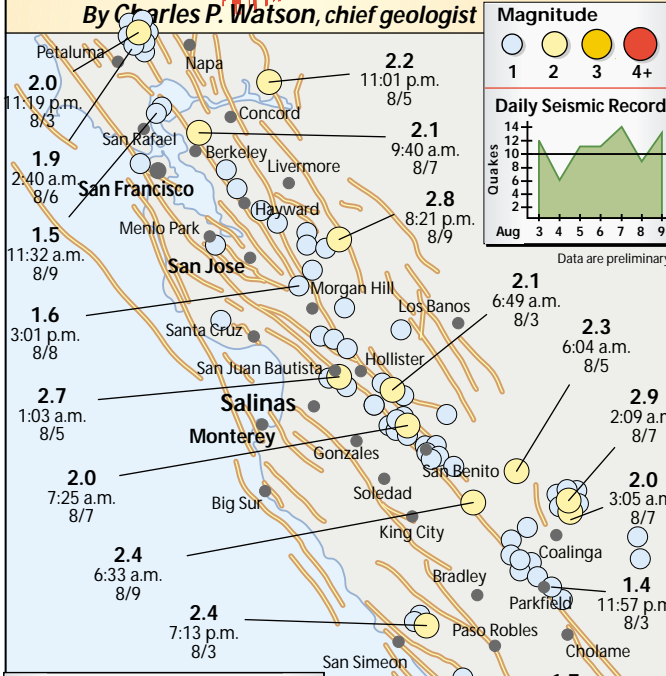 By Charles P. Watson, chief geologist
Magnitude
1 2 3 4+
Daily Seismic Record
Quakes
14
12
10
8
6
4
2
Aug 3 4 5 6 7 8 9
Data are preliminary
Petaluma
Napa
2.0
11:19 p.m.
8/3
2.2
11:01 p.m.
8/5
Concord
San Rafael
Berkeley
2.1
9:40 a.m.
8/7
1.9
2:40 a.m.
8/6
Livermore
San Francisco
Hayward
2.8
8:21 p.m.
8/9
Menlo Park
1.5
11:32 a.m.
8/9
San Jose
2.1
6:49 a.m.
8/3
Morgan Hill
Los Banos
1.6
3:01 p.m.
8/8
Santa Cruz
2.3
6:04 a.m.
8/5
San Juan Bautista
Hollister
2.7
1:03 a.m.
8/5
Salinas
2.9
2:09 a.m
8/7
Monterey
Gonzales
2.0
7:25 a.m.
8/7
San Benito
2.0
3:05 a.m
8/7
Soledad
Big Sur
King City
2.4
6:33 a.m.
8/9
Coalinga
Bradley
1.4
11:57 p.m
8/3
Parkfield
2.4
7:13 p.m.
8/3
Paso Robles
Cholame
San Simeon